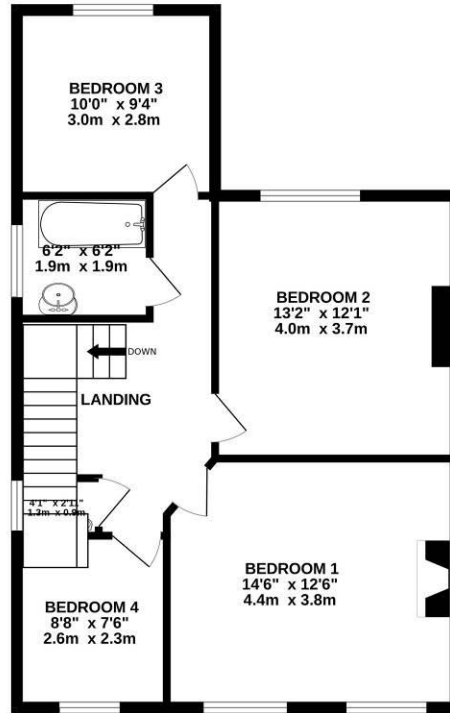 BEDROOM 3
10'0" x 9'4"
3.0m x 2.8m
6'2" x 6'2"
1.9m x 1.9m
BEDROOM 2
13'2" x 12'1"
4.0m x 3.7m
DOWN
LANDING
4'1" x 2'11"
1.3m x 0.9m
BEDROOM 1
14'6" x 12'6"
4.4m x 3.8m
BEDROOM 4
8'8" x 7'6"
2.6m x 2.3m